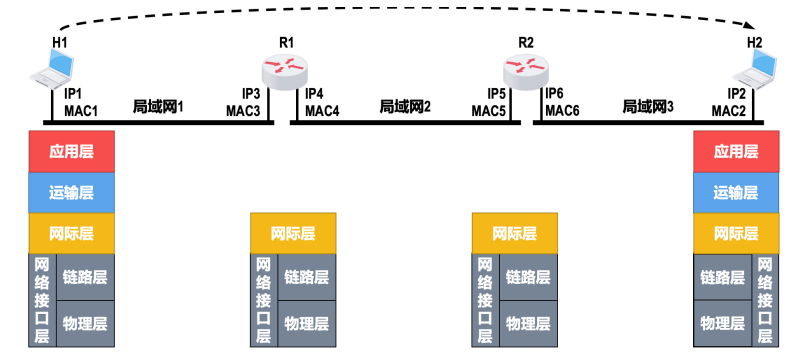 H1
R1
R2
H2
IP1
MAC1
局域网1
IP3
MAC3
IP4
MAC4
局域网2
IP5
MAC5
IP6
MAC6
局域网3
IP2
MAC2
应用层
运输层
网际层
网络接口层
链路层
物理层
网际层
网络接口层
链路层
物理层
网际层
网络接口层
链路层
物理层
应用层
运输层
网际层
链路层
物理层
网络接口层